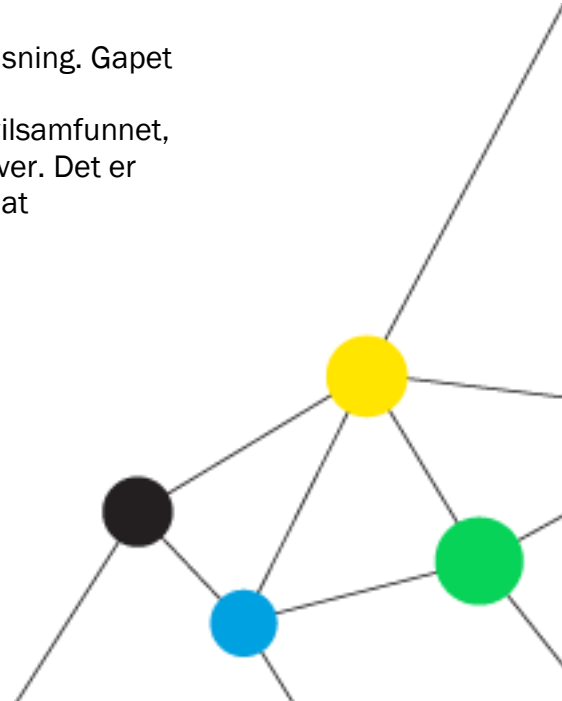 sning. Gapet
ilsamfunnet,
ver. Det er
at